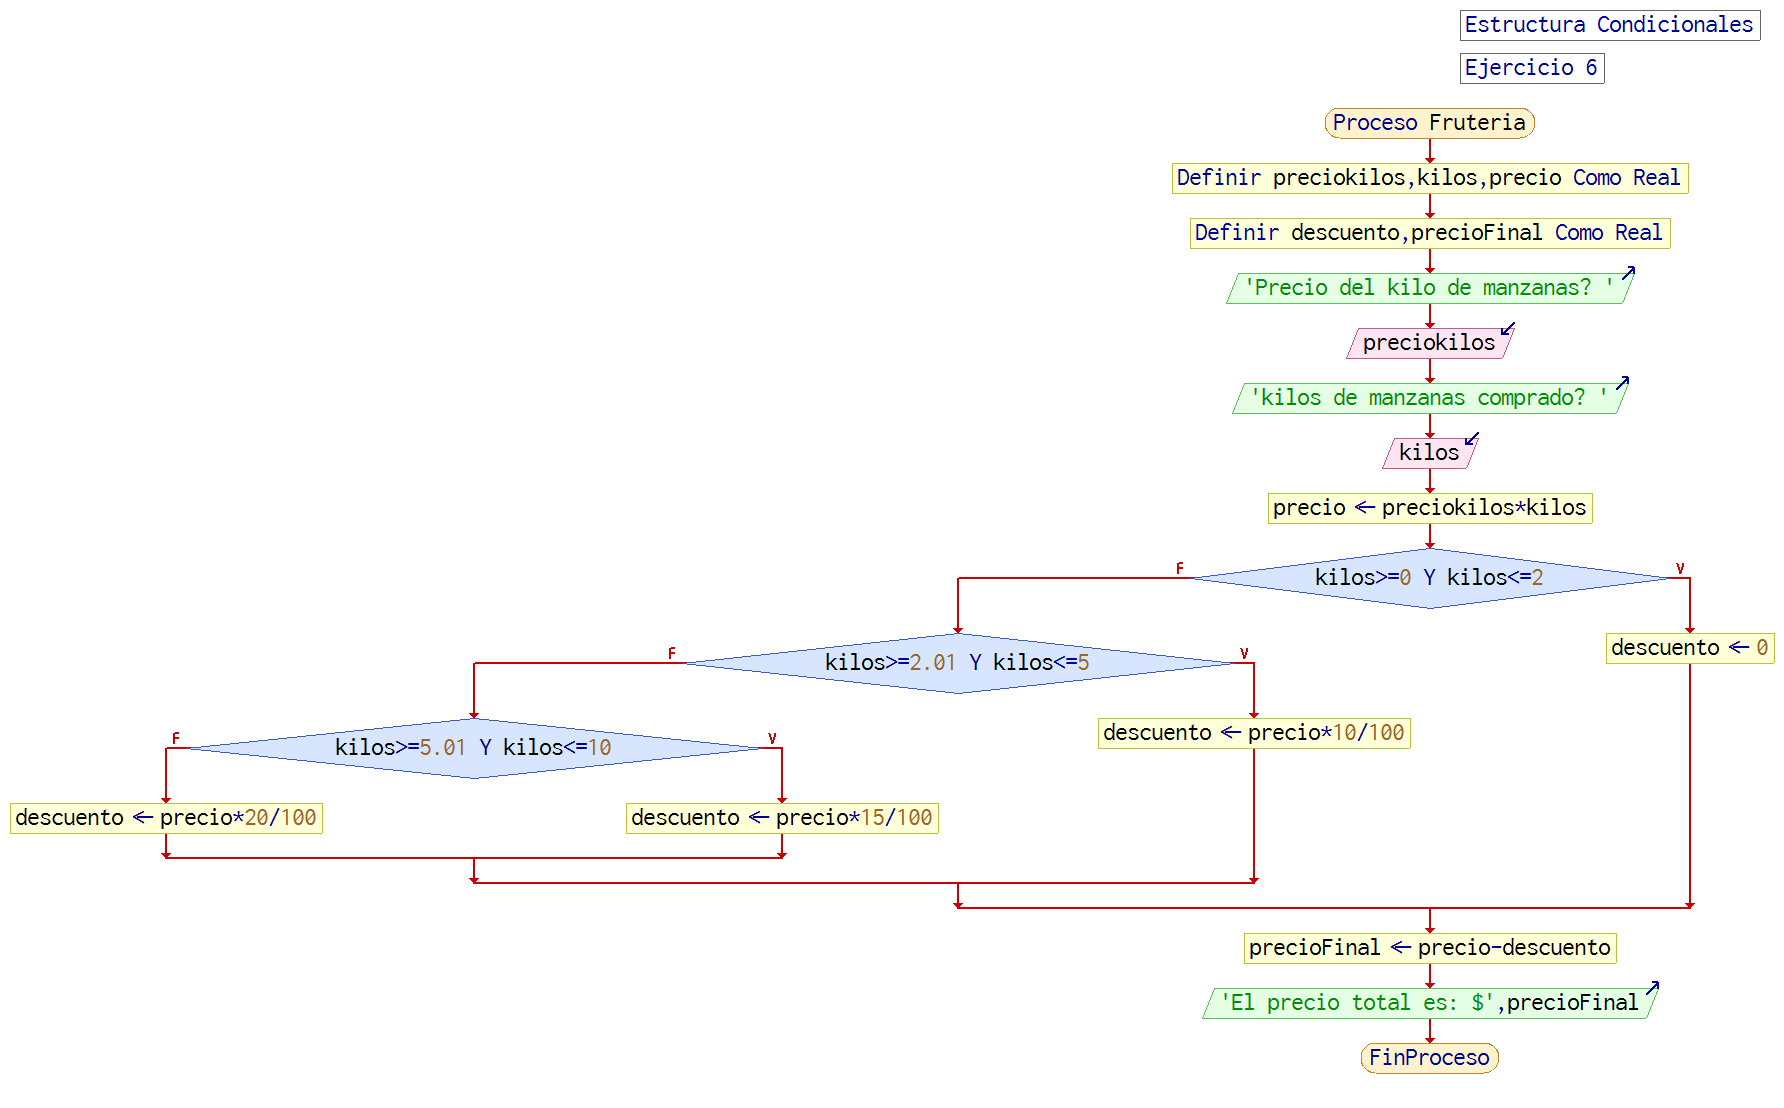 Estructura Condicionales
Ejercicio 6
Proceso Fruteria
Definir preciokilos,kilos,precio Como Real
Definir descuento,precioFinal Como Real
'Precio del kilo de manzanas? '
preciokilos
'kilos de manzanas comprado? '
kilos
precio ← preciokilos*kilos
F
kilos>=0 Y kilos<=2
V
F
kilos>=2.01 Y kilos<=5
V
descuento ← 0
F
kilos>=5.01 Y kilos<=10
V
descuento ← precio*10/100
descuento ← precio*20/100
descuento ← precio*15/100
precioFinal ← precio-descuento
'El precio total es: $',precioFinal
FinProceso